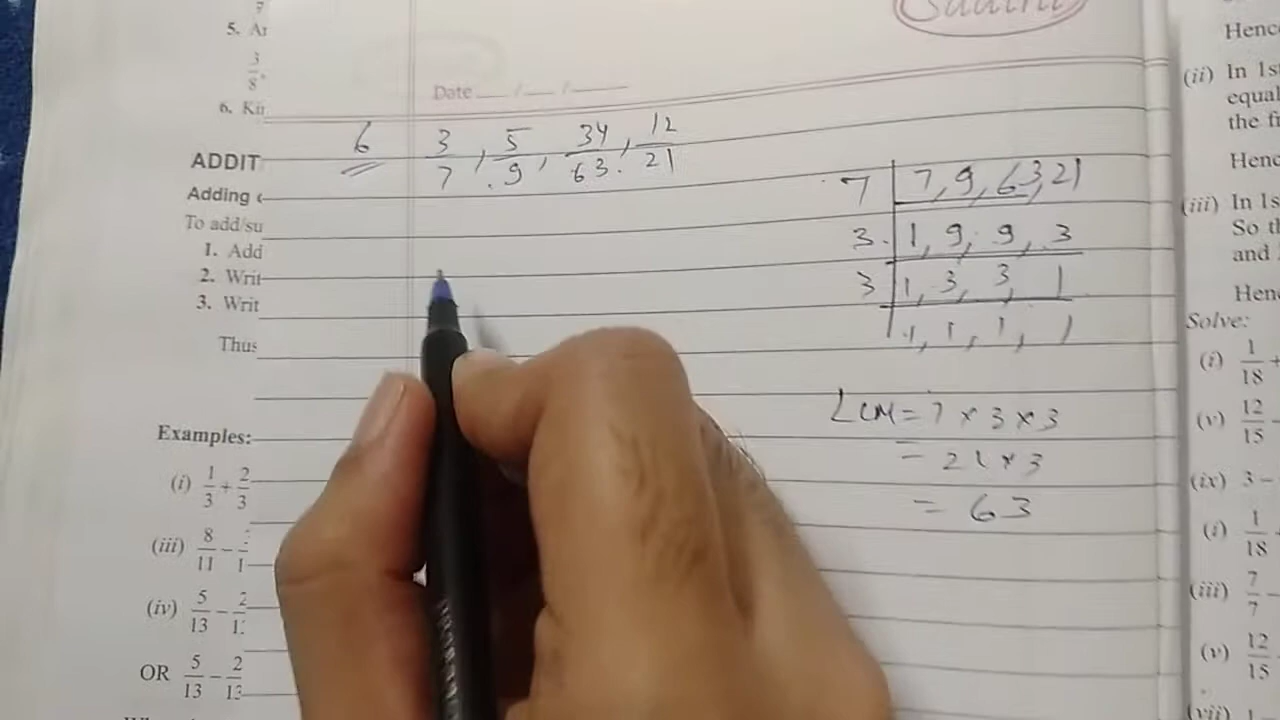 5.
3/8,
6.
Date __ / __ / __
6 3/7 , 5/9 , 34/63 , 12/21
7 | 7, 9, 63, 21
3 | 1, 9, 9, 3
3 | 1, 3, 3, 1
| 1, 1, 1, 1
LCM = 7 × 3 × 3
= 21 × 3
= 63
ADDIT
Adding
To add/su
1. Add
2. Writ
3. Writ
Thus
Examples:
(i) 1/3 + 2/3
(iii) 8/11 -
(iv) 5/13 - 2
OR 5/13 - 2/13
Henc
(ii) In 1s
equal
the fi
Henc
(iii) In 1s
So th
and
Hen
Solve:
(i) 1/18 +
(v) 12/15 -
(ix) 3 -
(i) 1/18
(iii) 7/7 -
(v) 12/15
(vii)